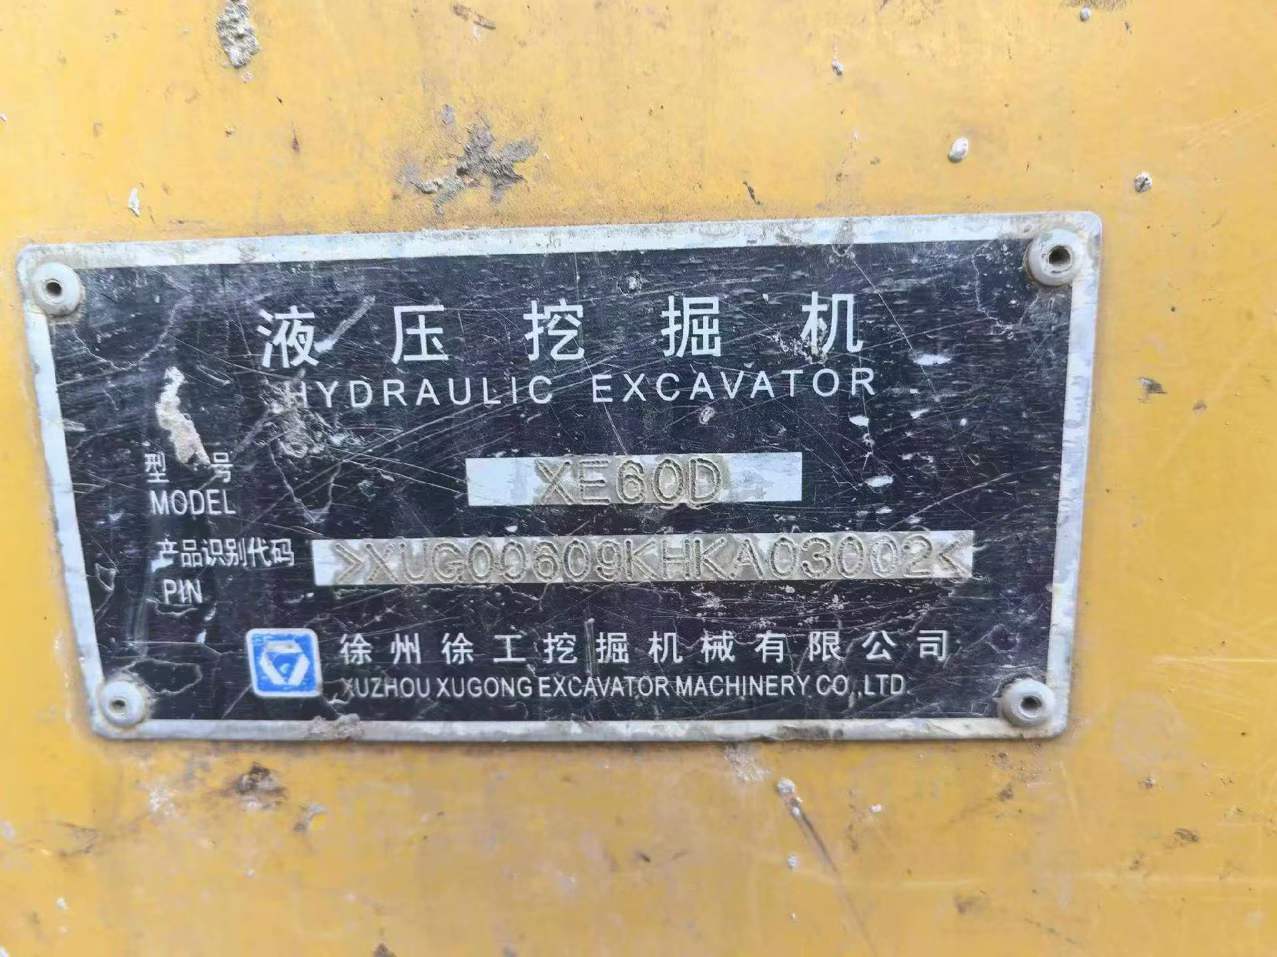 液压挖掘机
HYDRAULIC EXCAVATOR
型号 XE60D
MODEL
产品识别代码 >XUG00609KHKA03002<
PIN
徐州徐工挖掘机械有限公司
XUZHOU XUGONG EXCAVATOR MACHINERY CO.,LTD.